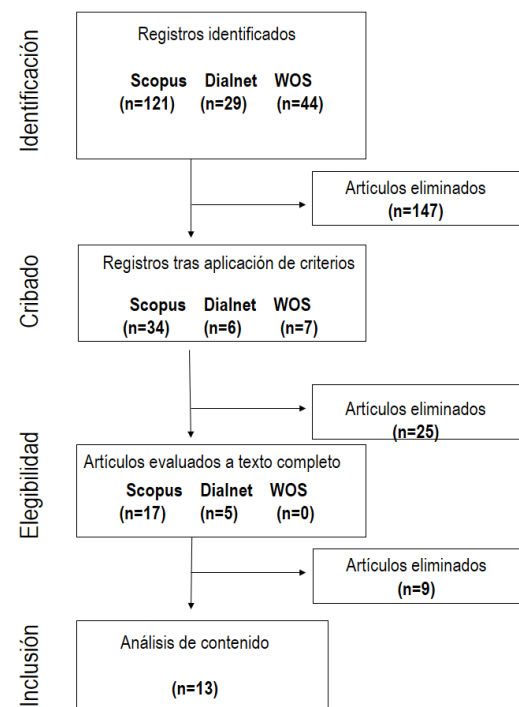 Identificación
Registros identificados
Scopus Dialnet WOS
(n=121) (n=29) (n=44)
Artículos eliminados
(n=147)
Cribado
Registros tras aplicación de criterios
Scopus Dialnet WOS
(n=34) (n=6) (n=7)
Artículos eliminados
(n=25)
Elegibilidad
Artículos evaluados a texto completo
Scopus Dialnet WOS
(n=17) (n=5) (n=0)
Artículos eliminados
(n=9)
Inclusión
Análisis de contenido
(n=13)